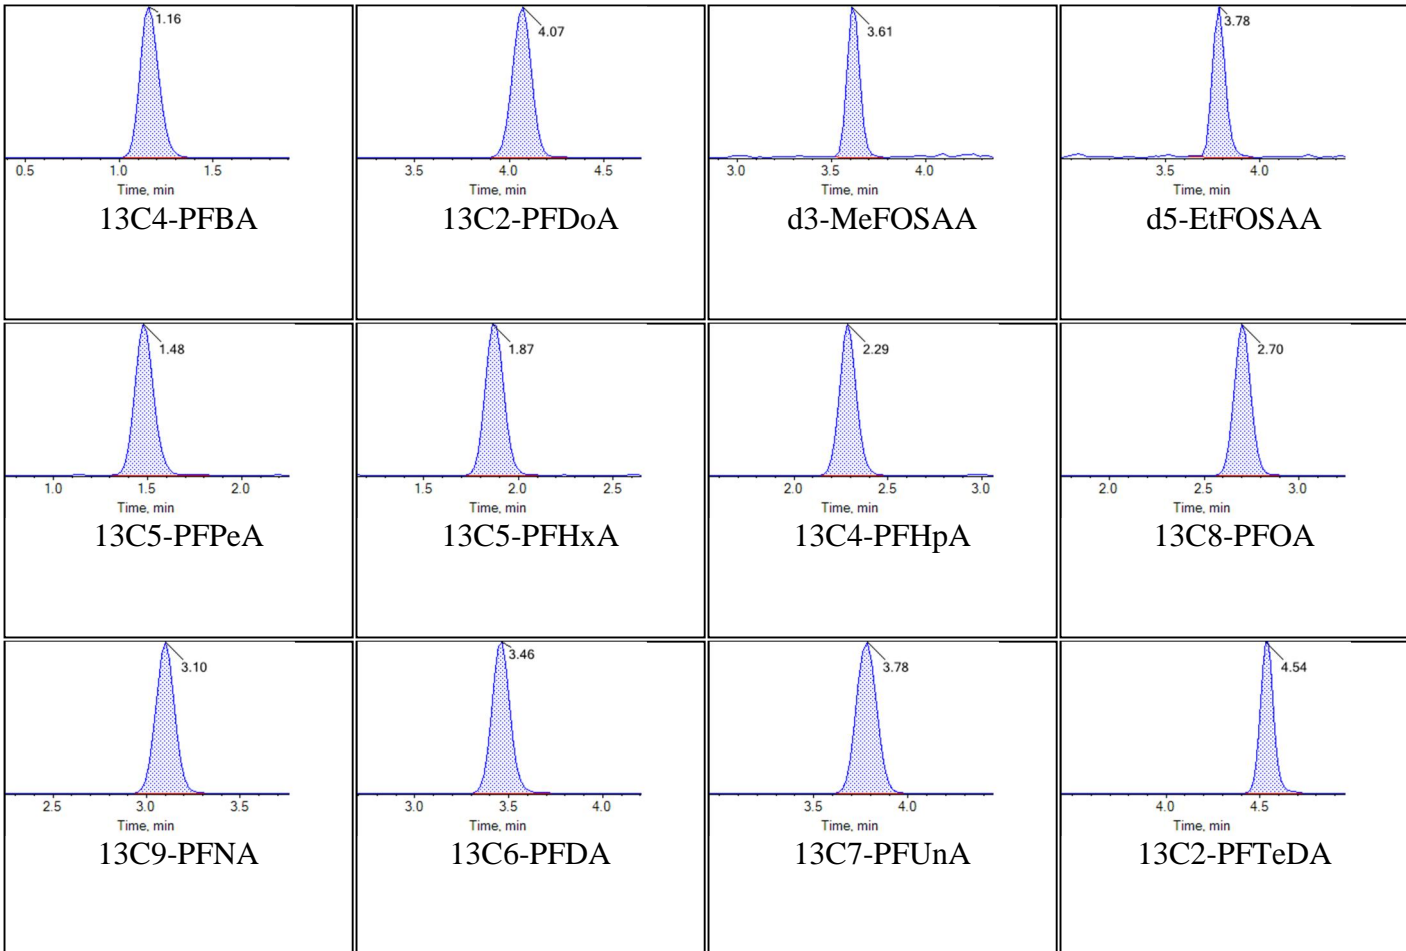 1.16
0.5 1.0 1.5
Time, min
13C4-PFBA
4.07
3.5 4.0 4.5
Time, min
13C2-PFDoA
3.61
3.0 3.5 4.0
Time, min
d3-MeFOSAA
3.78
3.5 4.0
Time, min
d5-EtFOSAA
1.48
1.0 1.5 2.0
Time, min
13C5-PFPeA
1.87
1.5 2.0 2.5
Time, min
13C5-PFHxA
2.29
2.0 2.5 3.0
Time, min
13C4-PFHpA
2.70
2.0 2.5 3.0
Time, min
13C8-PFOA
3.10
2.5 3.0 3.5
Time, min
13C9-PFNA
3.46
3.0 3.5 4.0
Time, min
13C6-PFDA
3.78
3.5 4.0
Time, min
13C7-PFUnA
4.54
4.0 4.5
Time, min
13C2-PFTeDA